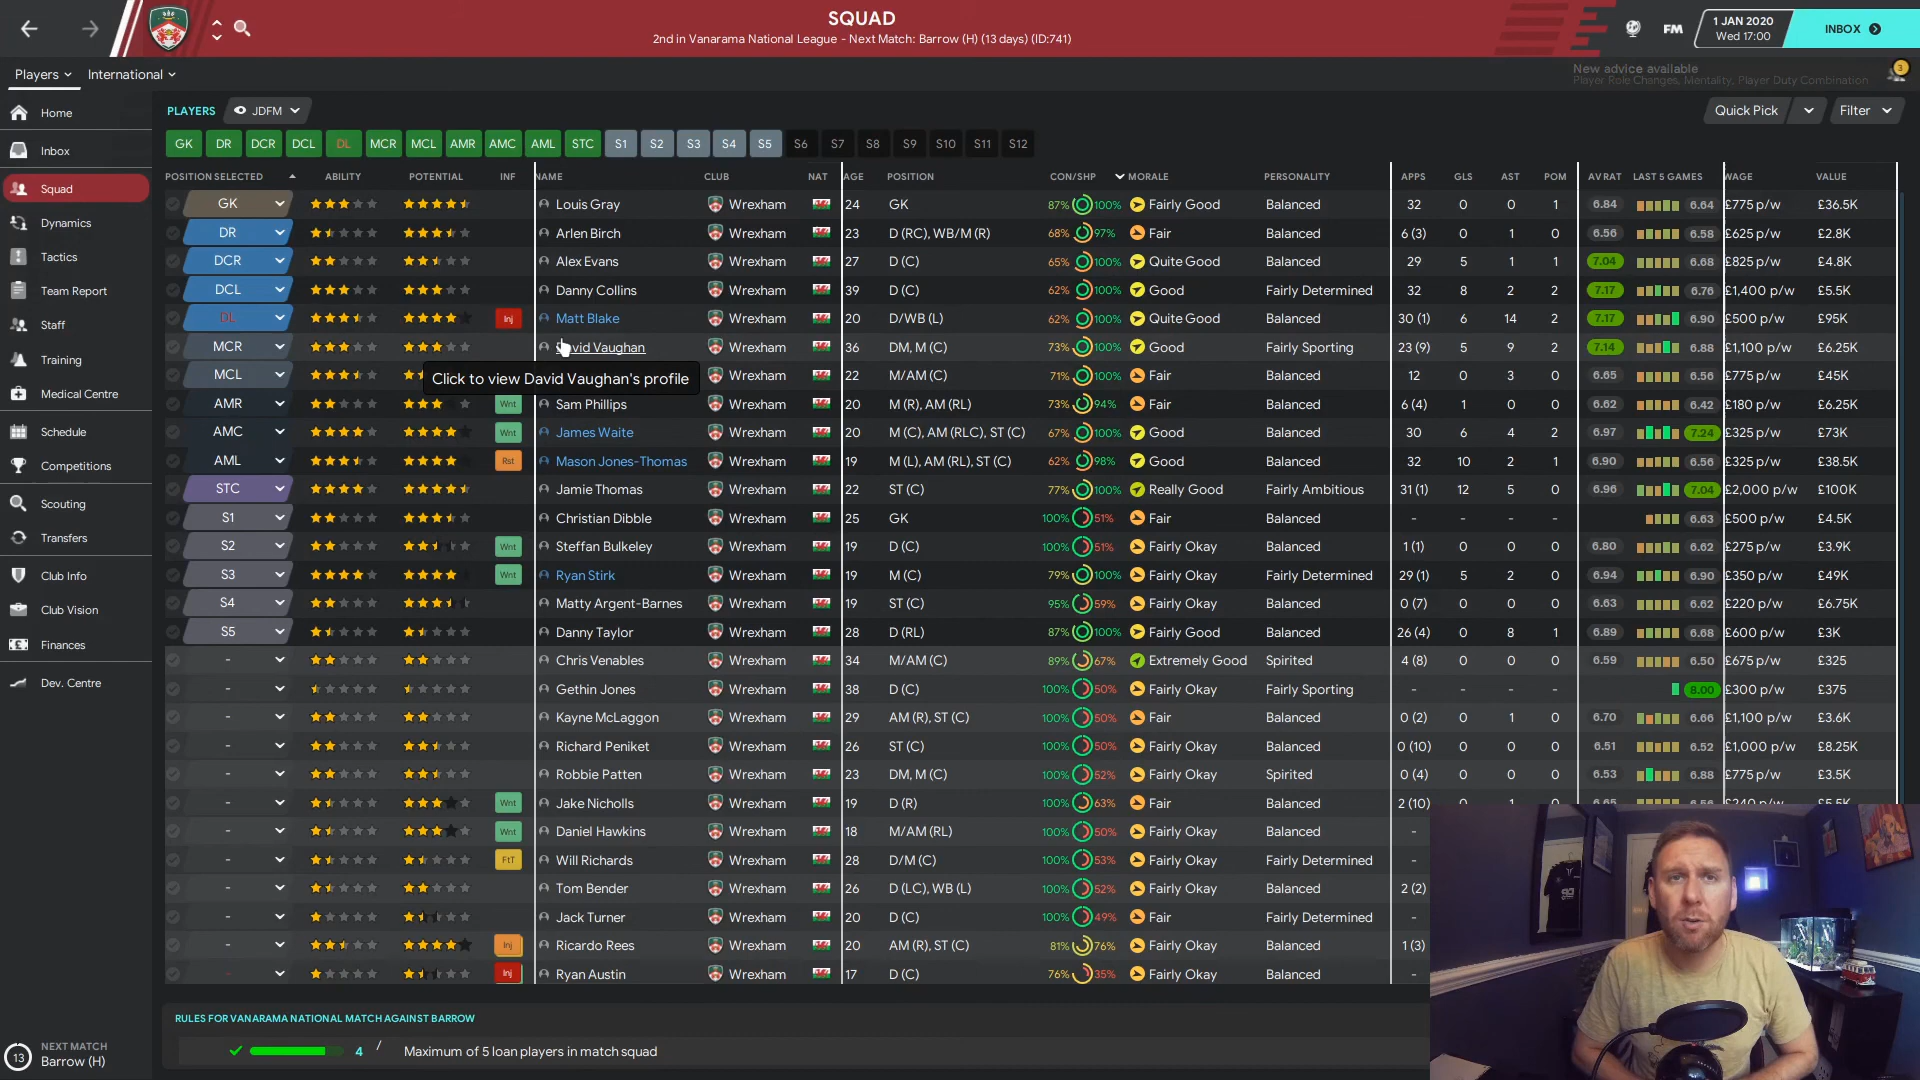 SQUAD
2nd in Vanarama National League - Next Match: Barrow (H) (13 days) (ID:741)
FM
1 JAN 2020
Wed 17:00
INBOX
Players International
New advice available
Player Role Changes, Mentality, Player Duty Combination
3
Home
Inbox
Squad
Dynamics
Tactics
Team Report
Staff
Training
Medical Centre
Schedule
Competitions
Scouting
Transfers
Club Info
Club Vision
Finances
Dev. Centre
13
NEXT MATCH
Barrow (H)
PLAYERS JDFM Quick Pick Filter
GK DR DCR DCL DL MCR MCL AMR AMC AML STC S1 S2 S3 S4 S5 S6 S7 S8 S9 S10 S11 S12
POSITION SELECTED ABILITY POTENTIAL INF NAME CLUB NAT AGE POSITION CON/SHP MORALE PERSONALITY APPS GLS AST POM AV RAT LAST 5 GAMES WAGE VALUE
GK Louis Gray Wrexham 24 GK 87% 100% Fairly Good Balanced 32 0 0 1 6.84 6.64 £775 p/w £36.5K
DR Arlen Birch Wrexham 23 D (RC), WB/M (R) 68% 97% Fair Balanced 6 (3) 0 1 0 6.56 6.58 £625 p/w £2.8K
DCR Alex Evans Wrexham 27 D (C) 65% 100% Quite Good Balanced 29 5 1 1 7.04 6.68 £825 p/w £4.8K
DCL Danny Collins Wrexham 39 D (C) 62% 100% Good Fairly Determined 32 8 2 2 7.17 6.76 £1,400 p/w £5.5K
DL Inj Matt Blake Wrexham 20 D/WB (L) 62% 100% Quite Good Balanced 30 (1) 6 14 2 7.17 6.90 £500 p/w £95K
MCR David Vaughan Wrexham 36 DM, M (C) 73% 100% Good Fairly Sporting 23 (9) 5 9 2 7.14 6.88 £1,100 p/w £6.25K
MCL Click to view David Vaughan's profile Wrexham 22 M/AM (C) 71% 100% Fair Balanced 12 0 3 0 6.65 6.56 £775 p/w £45K
AMR Wnt Sam Phillips Wrexham 20 M (R), AM (RL) 73% 94% Fair Balanced 6 (4) 1 0 0 6.62 6.42 £180 p/w £6.25K
AMC Wnt James Waite Wrexham 20 M (C), AM (RLC), ST (C) 67% 100% Good Balanced 30 6 4 2 6.97 7.24 £325 p/w £73K
AML Rst Mason Jones-Thomas Wrexham 19 M (L), AM (RL), ST (C) 62% 98% Good Balanced 32 10 2 1 6.90 6.56 £325 p/w £38.5K
STC Jamie Thomas Wrexham 22 ST (C) 77% 100% Really Good Fairly Ambitious 31 (1) 12 5 0 6.96 7.04 £2,000 p/w £100K
S1 Christian Dibble Wrexham 25 GK 100% 51% Fair Balanced - - - - 6.63 £500 p/w £4.5K
S2 Wnt Steffan Bulkeley Wrexham 19 D (C) 100% 51% Fairly Okay Balanced 1 (1) 0 0 0 6.80 6.62 £275 p/w £3.9K
S3 Wnt Ryan Stirk Wrexham 19 M (C) 79% 100% Fairly Okay Fairly Determined 29 (1) 5 2 0 6.94 6.90 £350 p/w £49K
S4 Matty Argent-Barnes Wrexham 19 ST (C) 95% 59% Fairly Okay Balanced 0 (7) 0 0 0 6.63 6.62 £220 p/w £6.75K
S5 Danny Taylor Wrexham 28 D (RL) 87% 100% Fairly Good Balanced 26 (4) 0 8 1 6.89 6.68 £600 p/w £3K
- Chris Venables Wrexham 34 M/AM (C) 89% 67% Extremely Good Spirited 4 (8) 0 0 0 6.59 6.50 £675 p/w £325
- Gethin Jones Wrexham 38 D (C) 100% 50% Fairly Okay Fairly Sporting - - - - 8.00 £300 p/w £375
- Kayne McLaggon Wrexham 29 AM (R), ST (C) 100% 50% Fair Balanced 0 (2) 0 1 0 6.70 6.66 £1,100 p/w £3.6K
- Richard Peniket Wrexham 26 ST (C) 100% 50% Fairly Okay Balanced 0 (10) 0 0 0 6.51 6.52 £1,000 p/w £8.25K
- Robbie Patten Wrexham 23 DM, M (C) 100% 52% Fairly Okay Spirited 0 (4) 0 0 0 6.53 6.88 £775 p/w £3.5K
- Wnt Jake Nicholls Wrexham 19 D (R) 100% 63% Fair Balanced 2 (10) 0 1 0 6.65 6.56 £240 p/w £5.5K
- Wnt Daniel Hawkins Wrexham 18 M/AM (RL) 100% 50% Fairly Okay Balanced -
- FtT Will Richards Wrexham 28 D/M (C) 100% 53% Fairly Okay Fairly Determined -
- Tom Bender Wrexham 26 D (LC), WB (L) 100% 52% Fairly Okay Balanced 2 (2)
- Jack Turner Wrexham 20 D (C) 100% 49% Fair Fairly Determined -
- Inj Ricardo Rees Wrexham 20 AM (R), ST (C) 81% 76% Fairly Okay Balanced 1 (3)
- Inj Ryan Austin Wrexham 17 D (C) 76% 35% Fairly Okay Balanced -
RULES FOR VANARAMA NATIONAL MATCH AGAINST BARROW
4 / Maximum of 5 loan players in match squad